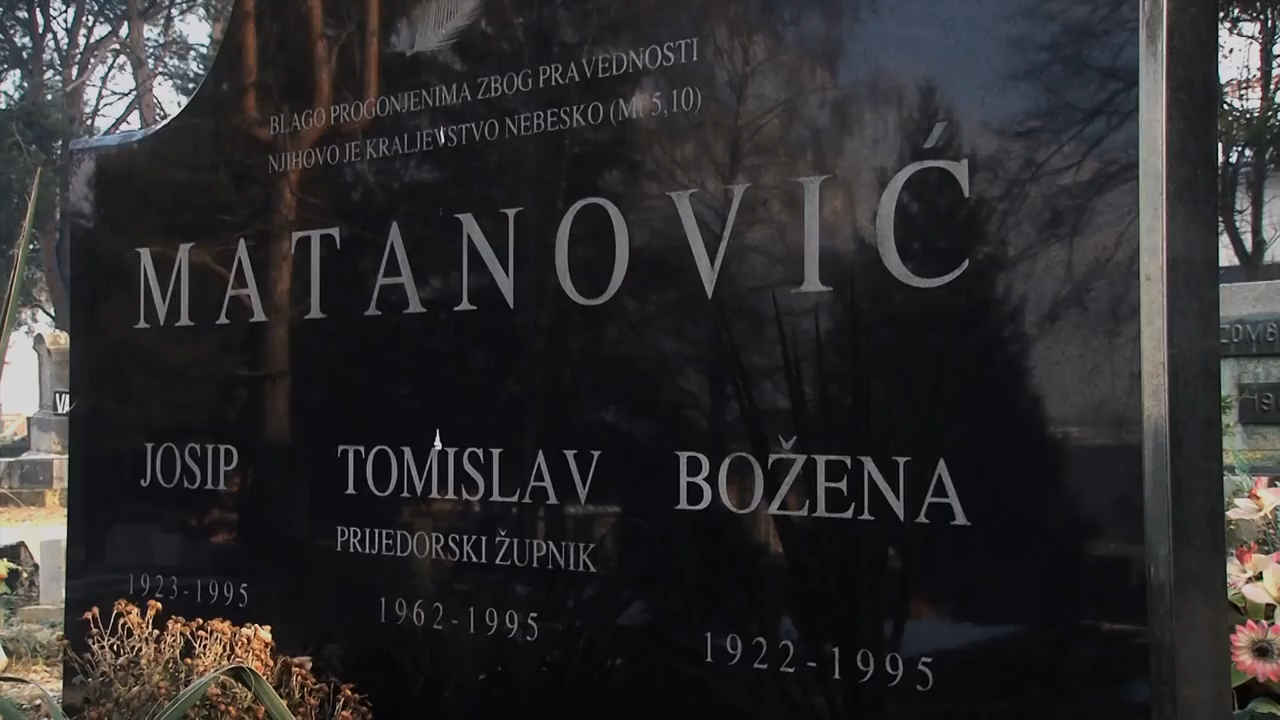 BLAGO PROGONJENIMA ZBOG PRAVEDNOSTI
NJIHOVO JE KRALJEVSTVO NEBESKO (Mt 5,10)
MATANOVIĆ
JOSIP
TOMISLAV
BOŽENA
PRIJEDORSKI ŽUPNIK
1923-1995
1962-1995
1922-1995